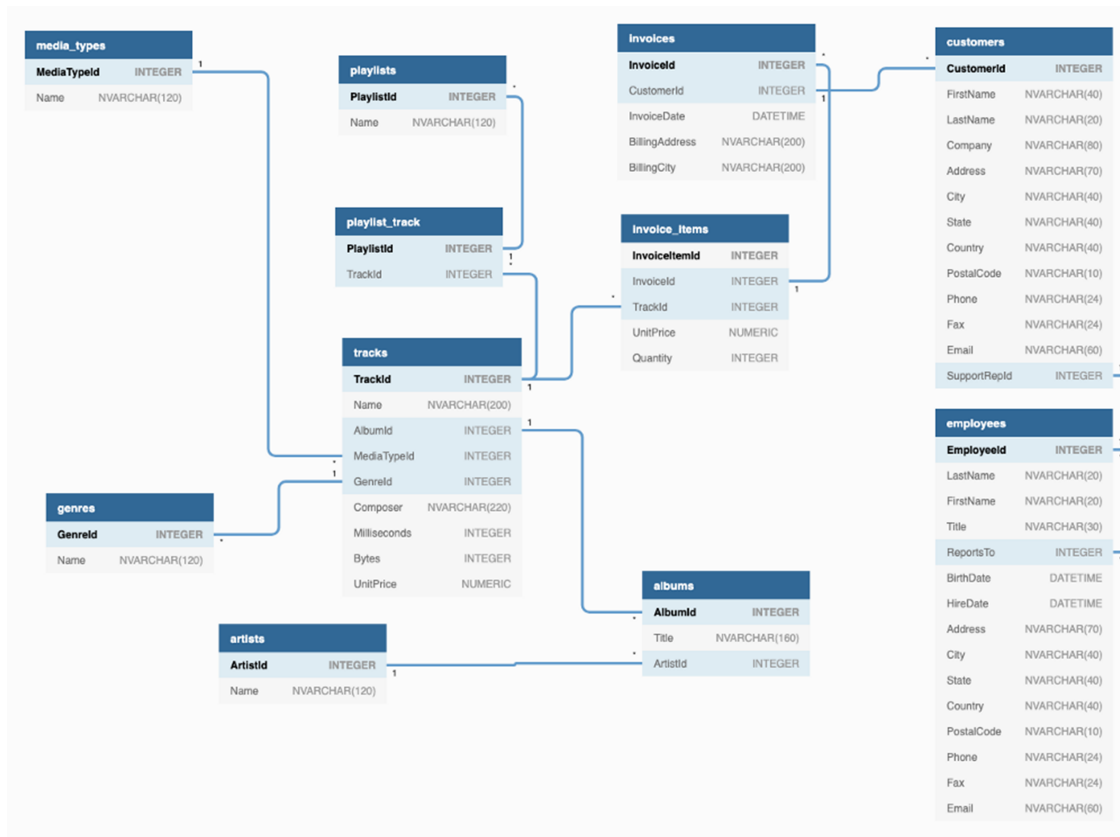 media_types
MediaTypeId INTEGER
Name NVARCHAR(120)
1
playlists
PlaylistId INTEGER
Name NVARCHAR(120)
*
playlist_track
PlaylistId INTEGER
TrackId INTEGER
1
*
tracks
TrackId INTEGER
Name NVARCHAR(200)
AlbumId INTEGER
MediaTypeId INTEGER
GenreId INTEGER
Composer NVARCHAR(220)
Milliseconds INTEGER
Bytes INTEGER
UnitPrice NUMERIC
1
1
*
1
genres
GenreId INTEGER
Name NVARCHAR(120)
*
artists
ArtistId INTEGER
Name NVARCHAR(120)
1
invoices
InvoiceId INTEGER
CustomerId INTEGER
InvoiceDate DATETIME
BillingAddress NVARCHAR(200)
BillingCity NVARCHAR(200)
*
1
invoice_items
InvoiceItemId INTEGER
InvoiceId INTEGER
TrackId INTEGER
UnitPrice NUMERIC
Quantity INTEGER
1
*
albums
AlbumId INTEGER
Title NVARCHAR(160)
ArtistId INTEGER
*
*
customers
CustomerId INTEGER
FirstName NVARCHAR(40)
LastName NVARCHAR(20)
Company NVARCHAR(80)
Address NVARCHAR(70)
City NVARCHAR(40)
State NVARCHAR(40)
Country NVARCHAR(40)
PostalCode NVARCHAR(10)
Phone NVARCHAR(24)
Fax NVARCHAR(24)
Email NVARCHAR(60)
SupportRepId INTEGER
*
employees
EmployeeId INTEGER
LastName NVARCHAR(20)
FirstName NVARCHAR(20)
Title NVARCHAR(30)
ReportsTo INTEGER
BirthDate DATETIME
HireDate DATETIME
Address NVARCHAR(70)
City NVARCHAR(40)
State NVARCHAR(40)
Country NVARCHAR(40)
PostalCode NVARCHAR(10)
Phone NVARCHAR(24)
Fax NVARCHAR(24)
Email NVARCHAR(60)